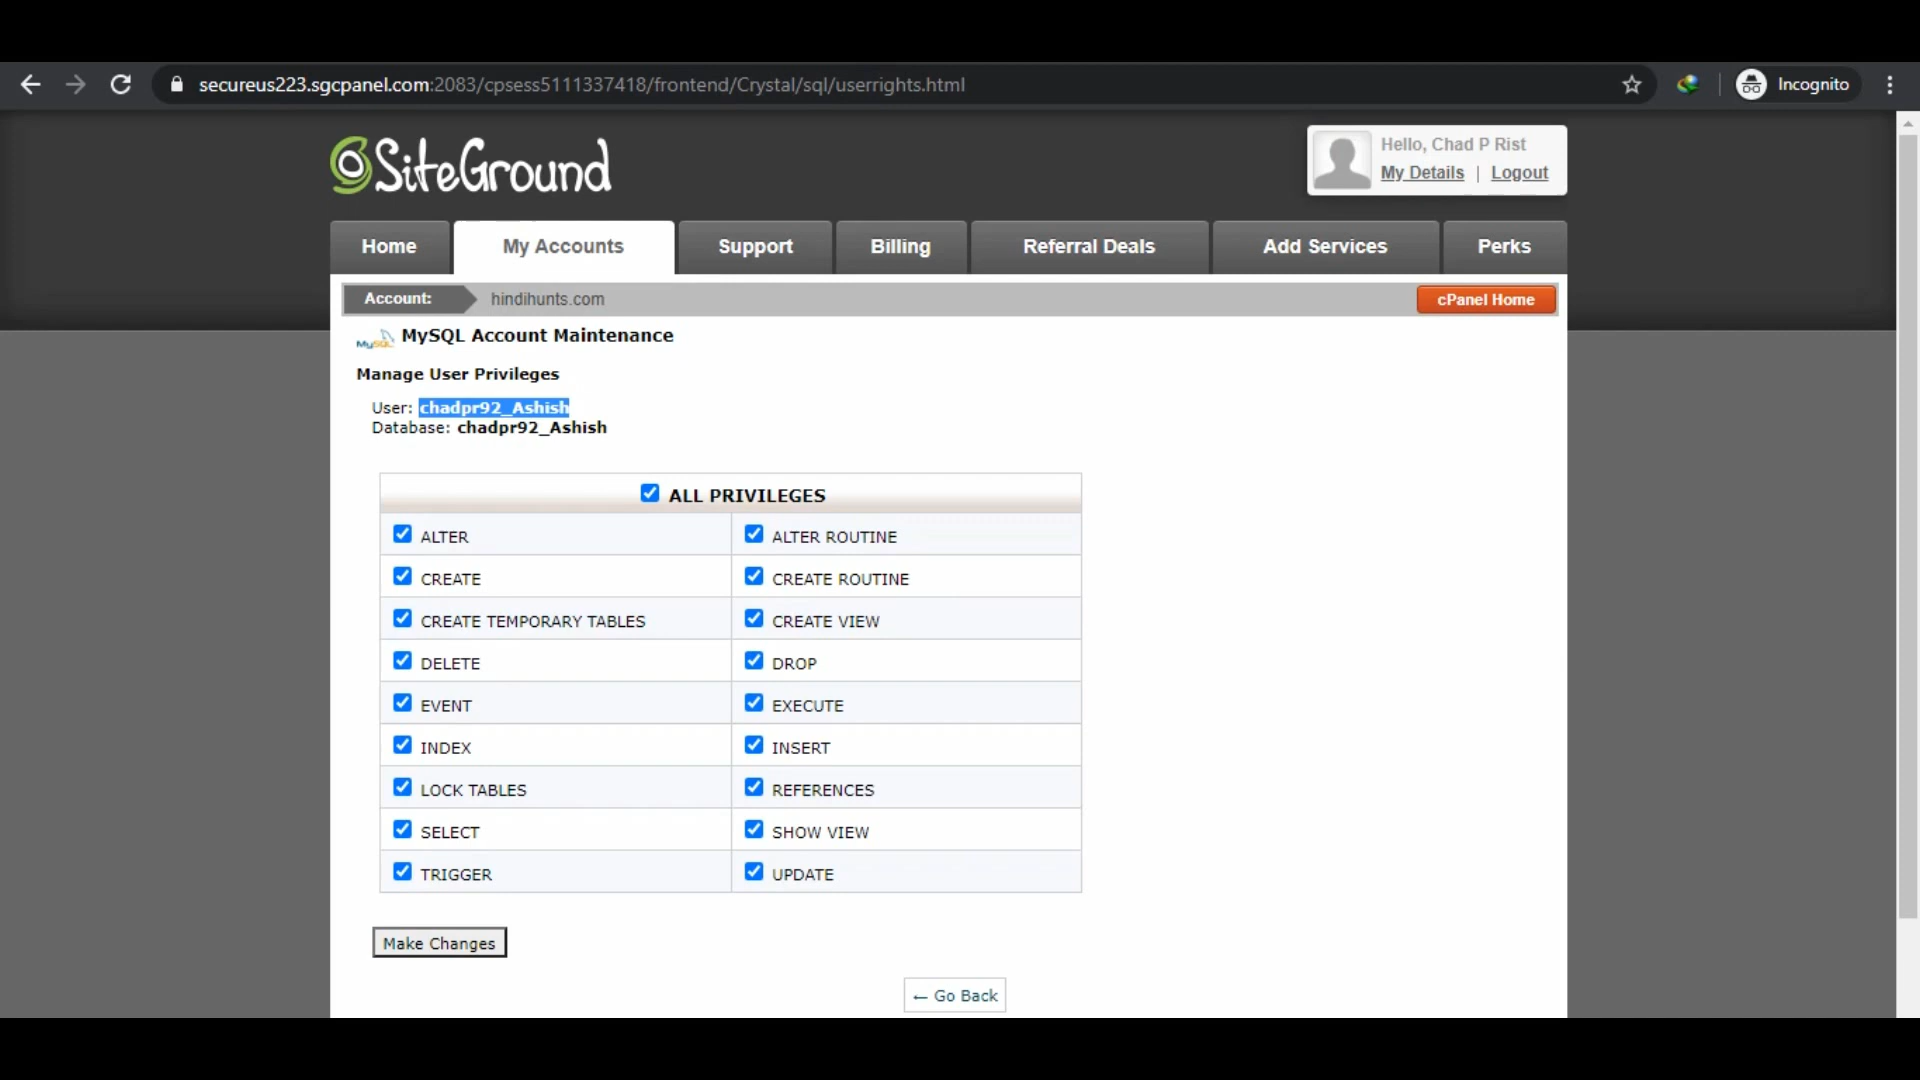 secureus223.sgcpanel.com:2083/cpsess5111337418/frontend/Crystal/sql/userrights.html
Incognito
SiteGround
Hello, Chad P Rist
My Details | Logout
Home
My Accounts
Support
Billing
Referral Deals
Add Services
Perks
Account:
hindihunts.com
cPanel Home
MySQL
MySQL Account Maintenance
Manage User Privileges
User: chadpr92_Ashish
Database: chadpr92_Ashish
ALL PRIVILEGES
ALTER
ALTER ROUTINE
CREATE
CREATE ROUTINE
CREATE TEMPORARY TABLES
CREATE VIEW
DELETE
DROP
EVENT
EXECUTE
INDEX
INSERT
LOCK TABLES
REFERENCES
SELECT
SHOW VIEW
TRIGGER
UPDATE
Make Changes
← Go Back